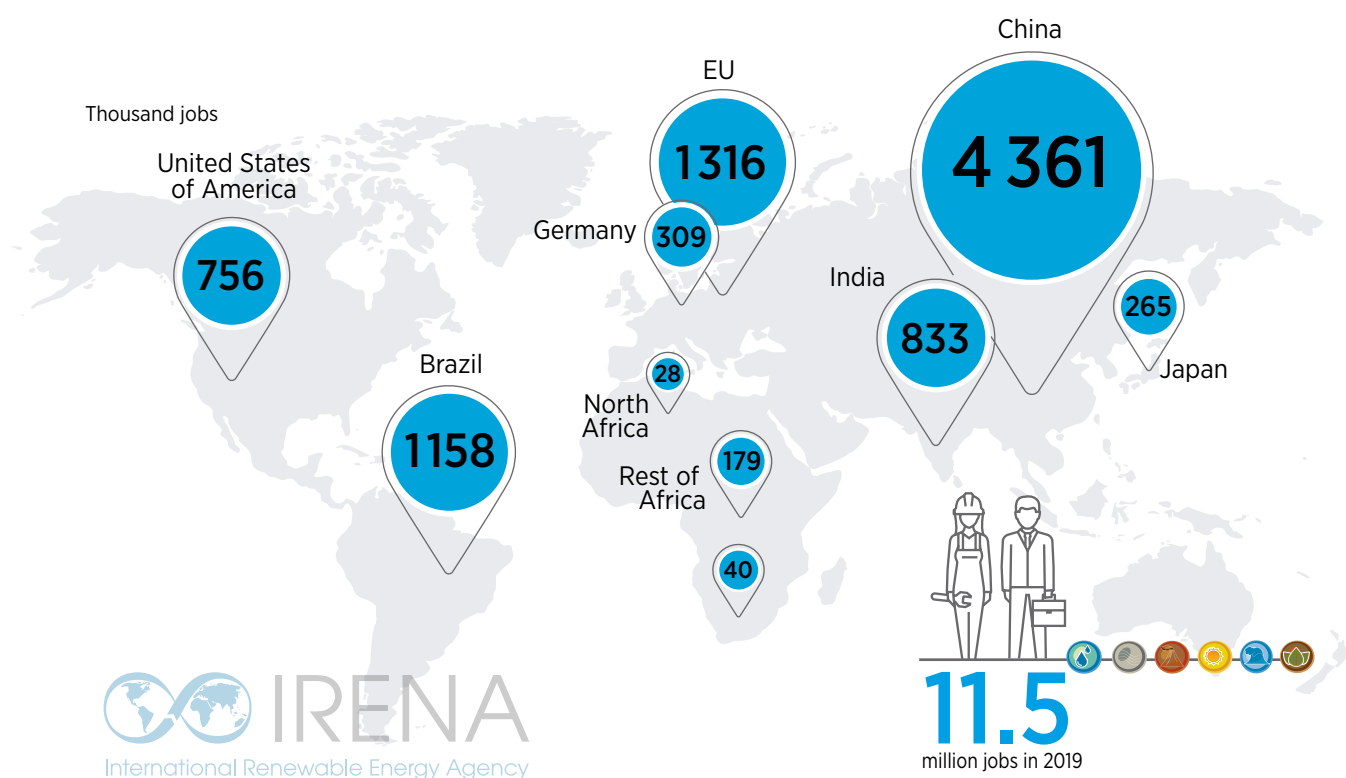 China
EU
Thousand jobs
United States
of America
4 361
1 316
Germany
309
756
India
265
833
Japan
Brazil
28
North
Africa
1158
179
Rest of
Africa
40
IRENA
International Renewable Energy Agency
11.5
million jobs in 2019